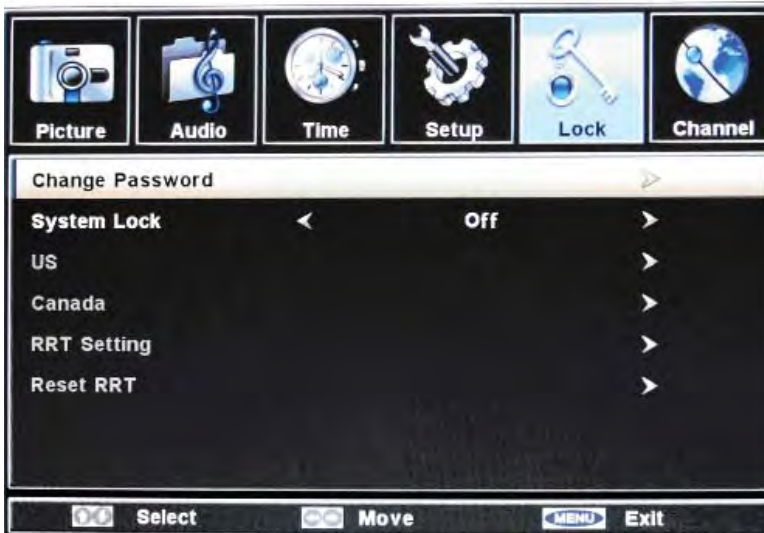 Picture Audio Time Setup Lock Channel
Change Password
System Lock Off
US
Canada
RRT Setting
Reset RRT
Select Move MENU Exit